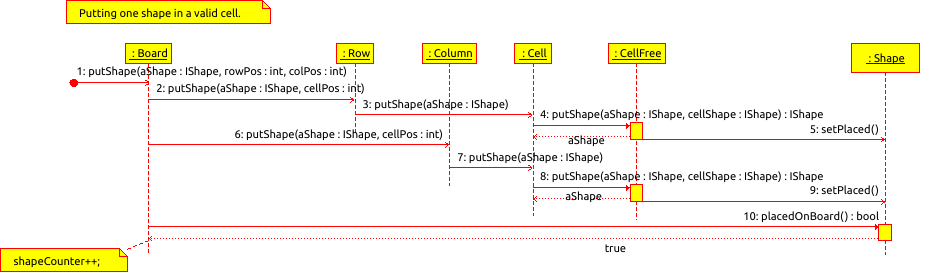 Putting one shape in a valid cell.
: Board
: Row
: Column
: Cell
: CellFree
: Shape
1: putShape(aShape : IShape, rowPos : int, colPos : int)
2: putShape(aShape : IShape, cellPos : int)
3: putShape(aShape : IShape)
4: putShape(aShape : IShape, cellShape : IShape) : IShape
5: setPlaced()
aShape
6: putShape(aShape : IShape, cellPos : int)
7: putShape(aShape : IShape)
8: putShape(aShape : IShape, cellShape : IShape) : IShape
9: setPlaced()
aShape
10: placedOnBoard() : bool
true
shapeCounter++;